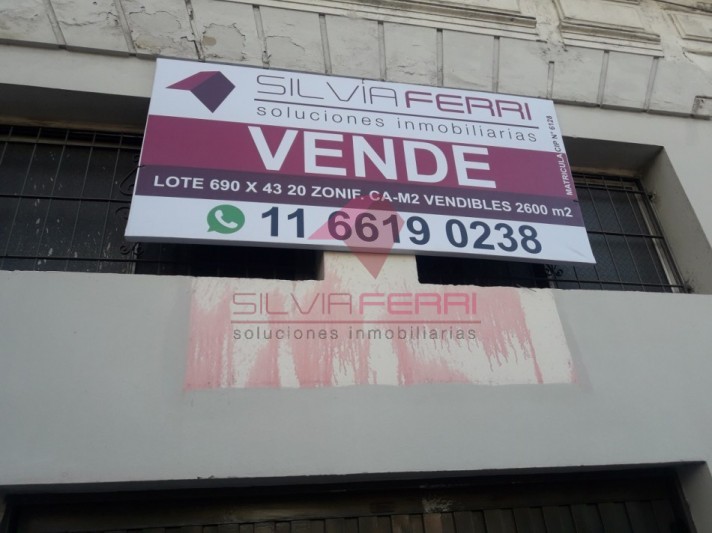 SILVIA FERRI
soluciones inmobiliarias
VENDE
MATRICULA CIP N° 6129
LOTE 690 X 43 20 ZONIF. CA-M2 VENDIBLES 2600 m2
11 6619 0238
SILVIA FERRI
soluciones inmobiliarias